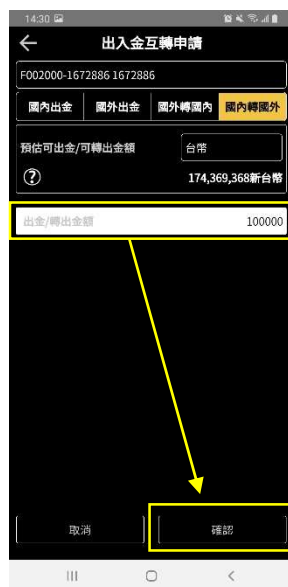 14:30
出入金互轉申請
F002000-1672886 1672886
國內出金 國外出金 國外轉國內 國內轉國外
預估可出金/可轉出金額 台幣
? 174,369,368新台幣
出金/轉出金額 100000
取消 確認